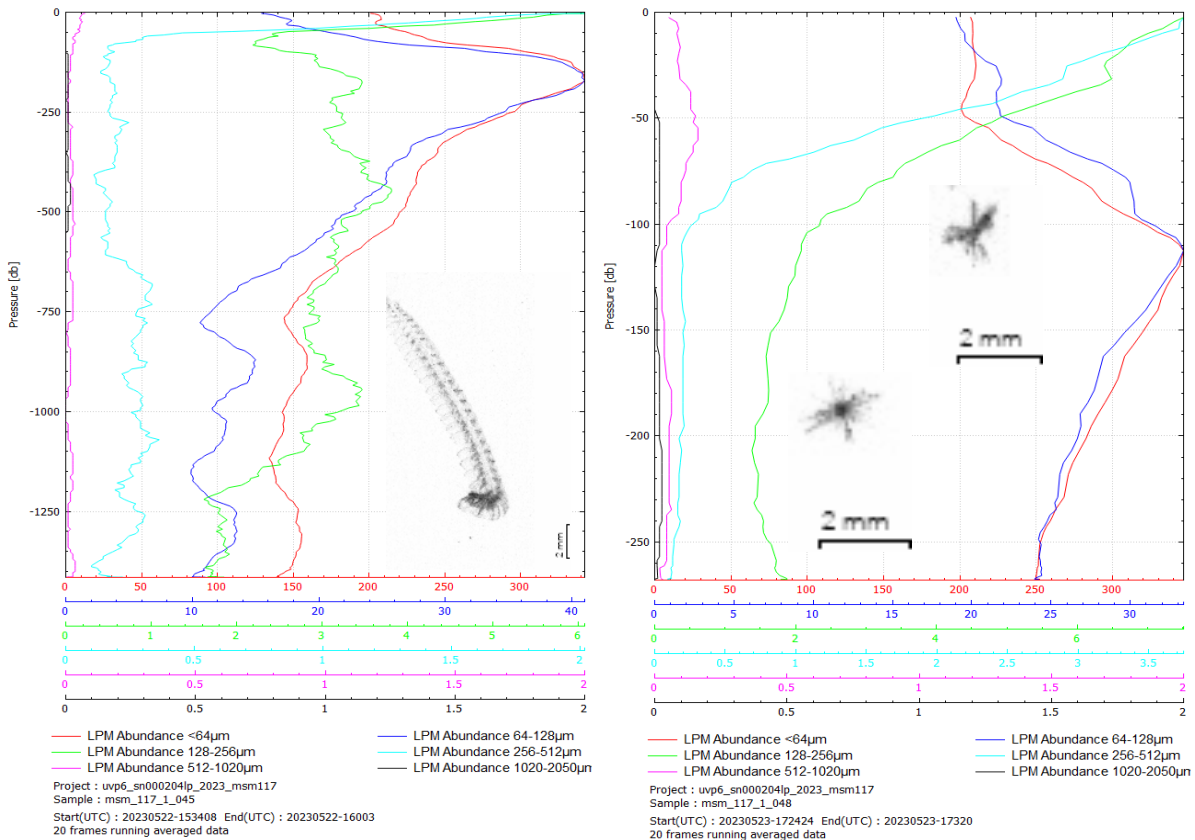 0
-250
-500
-750
-1000
-1250
Pressure [db]
2 mm
0 50 100 150 200 250 300
0 10 20 30 40
0 1 2 3 4 5 6
0 0.5 1 1.5 2
0 0.5 1 1.5 2
0 0.5 1 1.5 2
LPM Abundance <64µm LPM Abundance 64-128µm
LPM Abundance 128-256µm LPM Abundance 256-512µm
LPM Abundance 512-1020µm LPM Abundance 1020-2050µm
Project : uvp6_sn000204lp_2023_msm117
Sample : msm_117_1_045
Start(UTC) : 20230522-153408 End(UTC) : 20230522-16003
20 frames running averaged data
0
-50
-100
-150
-200
-250
Pressure [db]
2 mm
2 mm
0 50 100 150 200 250 300
0 5 10 15 20 25 30
0 2 4 6
0 0.5 1 1.5 2 2.5 3 3.5
0 0.5 1 1.5 2
0 0.5 1 1.5 2
LPM Abundance <64µm LPM Abundance 64-128µm
LPM Abundance 128-256µm LPM Abundance 256-512µm
LPM Abundance 512-1020µm LPM Abundance 1020-2050µm
Project : uvp6_sn000204lp_2023_msm117
Sample : msm_117_1_048
Start(UTC) : 20230523-172424 End(UTC) : 20230523-17320
20 frames running averaged data